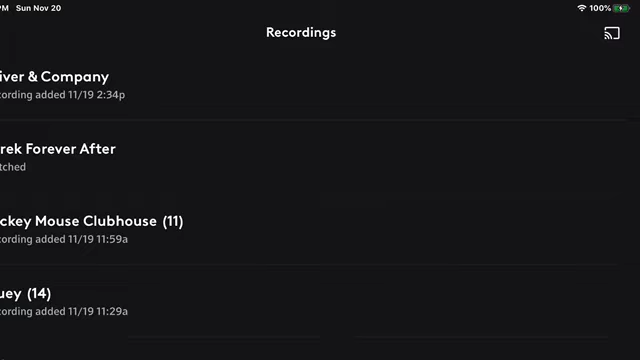 PM Sun Nov 20 100%
Recordings
iver & Company
cording added 11/19 2:34p
rek Forever After
tched
ckey Mouse Clubhouse (11)
cording added 11/19 11:59a
uey (14)
cording added 11/19 11:29a